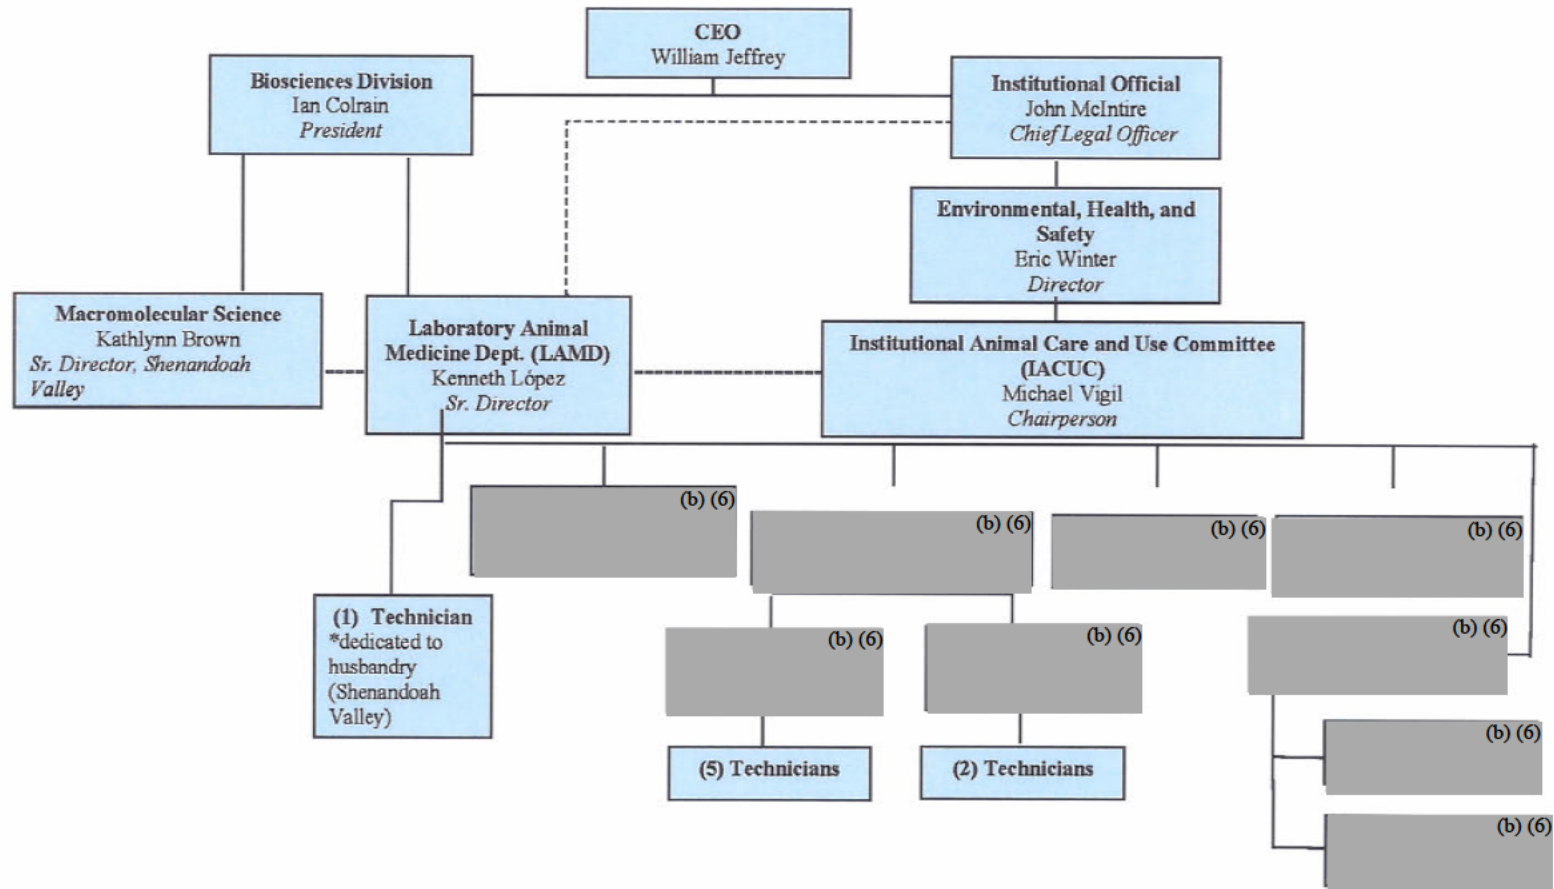 CEO
William Jeffrey
Biosciences Division
Ian Colrain
President
Institutional Official
John McIntire
Chief Legal Officer
Environmental, Health, and
Safety
Eric Winter
Director
Macromolecular Science
Kathlynn Brown
Sr. Director, Shenandoah
Valley
Laboratory Animal
Medicine Dept. (LAMD)
Kenneth López
Sr. Director
Institutional Animal Care and Use Committee
(IACUC)
Michael Vigil
Chairperson
(b) (6)
(b) (6)
(b) (6)
(b) (6)
(1) Technician
*dedicated to
husbandry
(Shenandoah
Valley)
(b) (6)
(b) (6)
(b) (6)
(5) Technicians
(2) Technicians
(b) (6)
(b) (6)